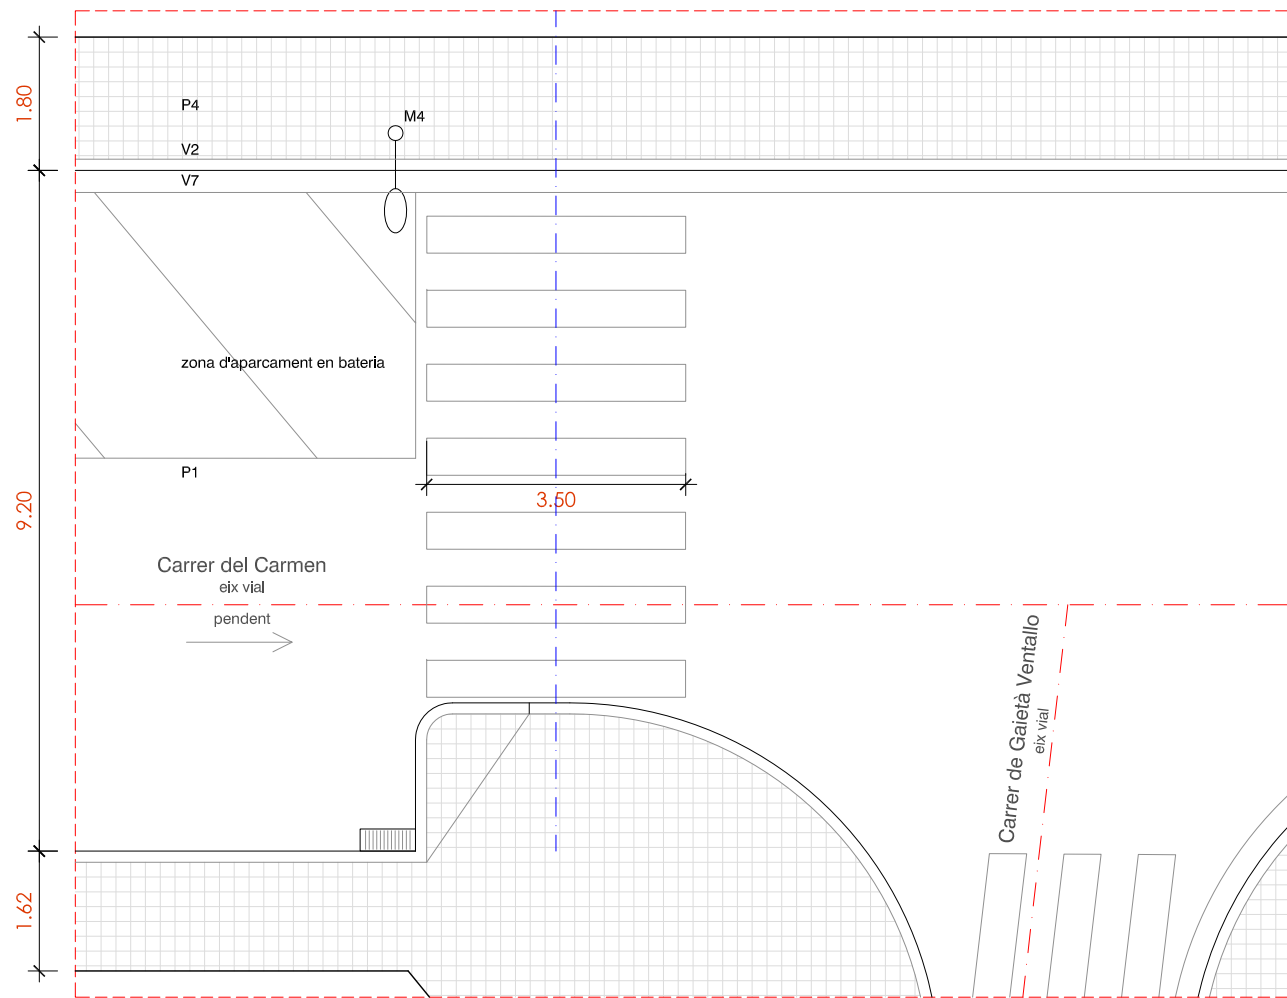 1.80
P4
M4
V2
V7
zona d'aparcament en bateria
P1
3.50
9.20
Carrer del Carmen
eix vial
pendent
Carrer de Gaietà Ventallo
eix vial
1.62